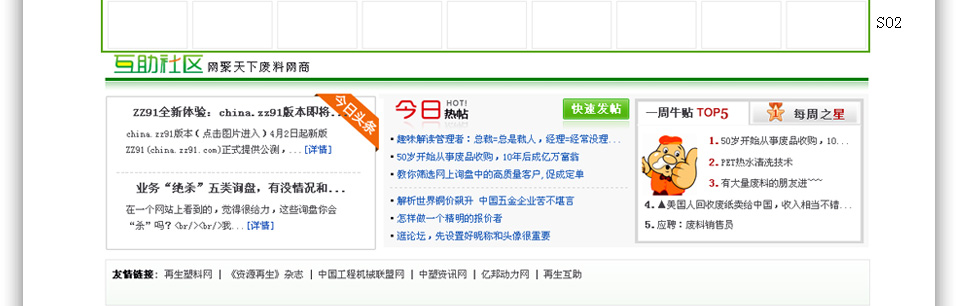 S02
互助社区 网聚天下废料网商
ZZ91全新体验：china.zz91版本即将...
今日头条
china.zz91版本（点击图片进入）4月2日起新版
ZZ91(china.zz91.com)正式提供公测，...[详情]
业务“绝杀”五类询盘，有没情况和...
在一个网站上看到的，觉得很给力，这些询盘你会
“杀”吗？<br/><br/>我...[详情]
今日 HOT! 热帖 快速发帖
• 趣味解读管理者：总裁=总是裁人，经理=经常没理...
• 50岁开始从事废品收购，10年后成亿万富翁
• 教你筛选网上询盘中的高质量客户,促成定单
• 解析世界铜价飙升 中国五金企业苦不堪言
• 怎样做一个精明的报价者
• 逛论坛，先设置好昵称和头像很重要
一周牛贴 TOP5 每周之星
1. 50岁开始从事废品收购，10...
2. PET热水清洗技术
3. 有大量废料的朋友进~~~
4. ▲美国人回收废纸卖给中国，收入相当不错...
5. 应聘：废料销售员
友情链接：再生塑料网 | 《资源再生》杂志 | 中国工程机械联盟网 | 中塑资讯网 | 亿邦动力网 | 再生互助